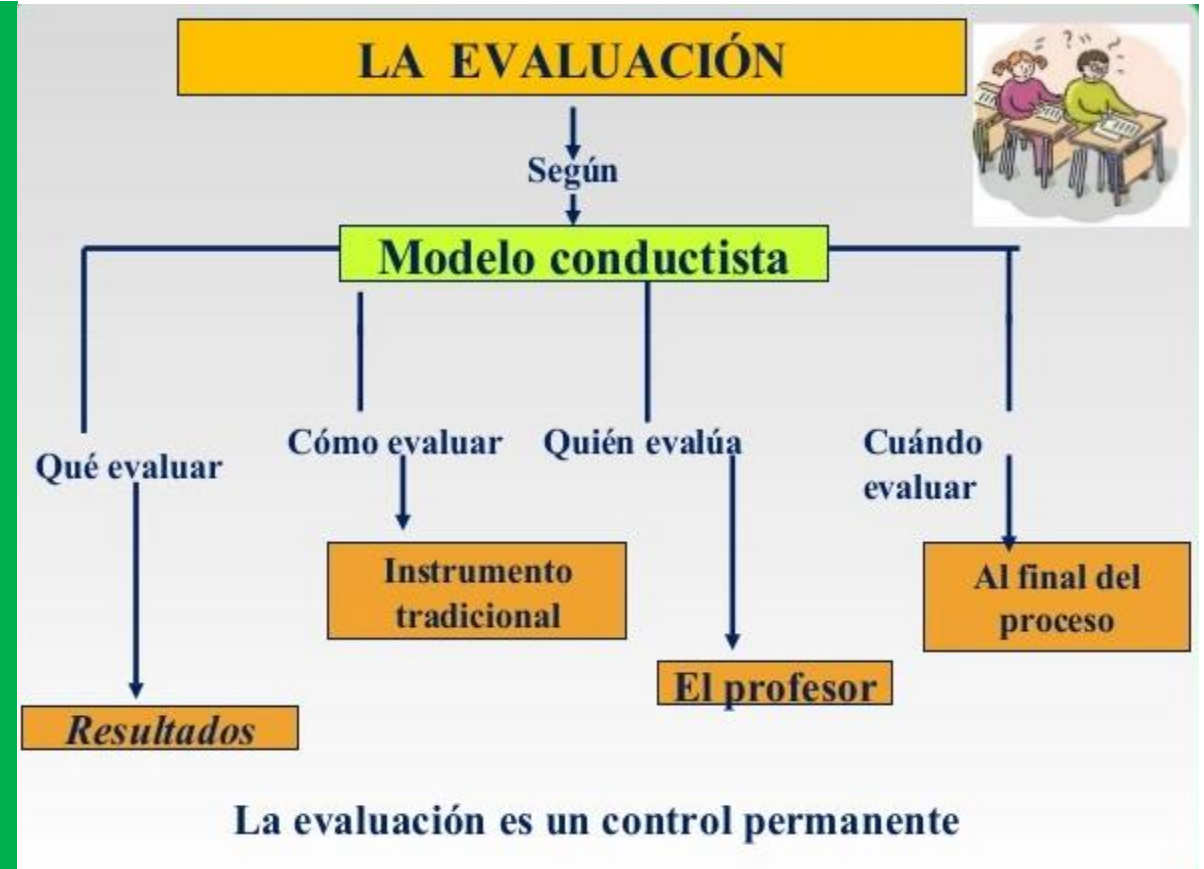 LA EVALUACIÓN
Según
Modelo conductista
Qué evaluar
Cómo evaluar
Quién evalúa
Cuándo
evaluar
Instrumento
tradicional
Al final del
proceso
El profesor
Resultados
La evaluación es un control permanente